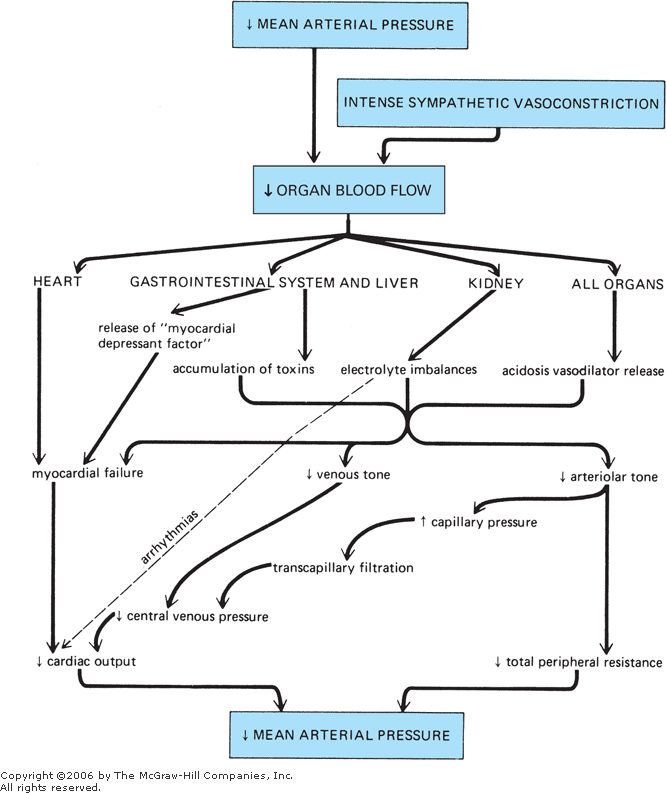 ↓ MEAN ARTERIAL PRESSURE
INTENSE SYMPATHETIC VASOCONSTRICTION
↓ ORGAN BLOOD FLOW
HEART
GASTROINTESTINAL SYSTEM AND LIVER
KIDNEY
ALL ORGANS
release of "myocardial
depressant factor"
accumulation of toxins
electrolyte imbalances
acidosis vasodilator release
myocardial failure
↓ venous tone
↓ arteriolar tone
arrhythmias
↑ capillary pressure
transcapillary filtration
↓ central venous pressure
↓ cardiac output
↓ total peripheral resistance
↓ MEAN ARTERIAL PRESSURE
Copyright ©2006 by The McGraw-Hill Companies, Inc.
All rights reserved.